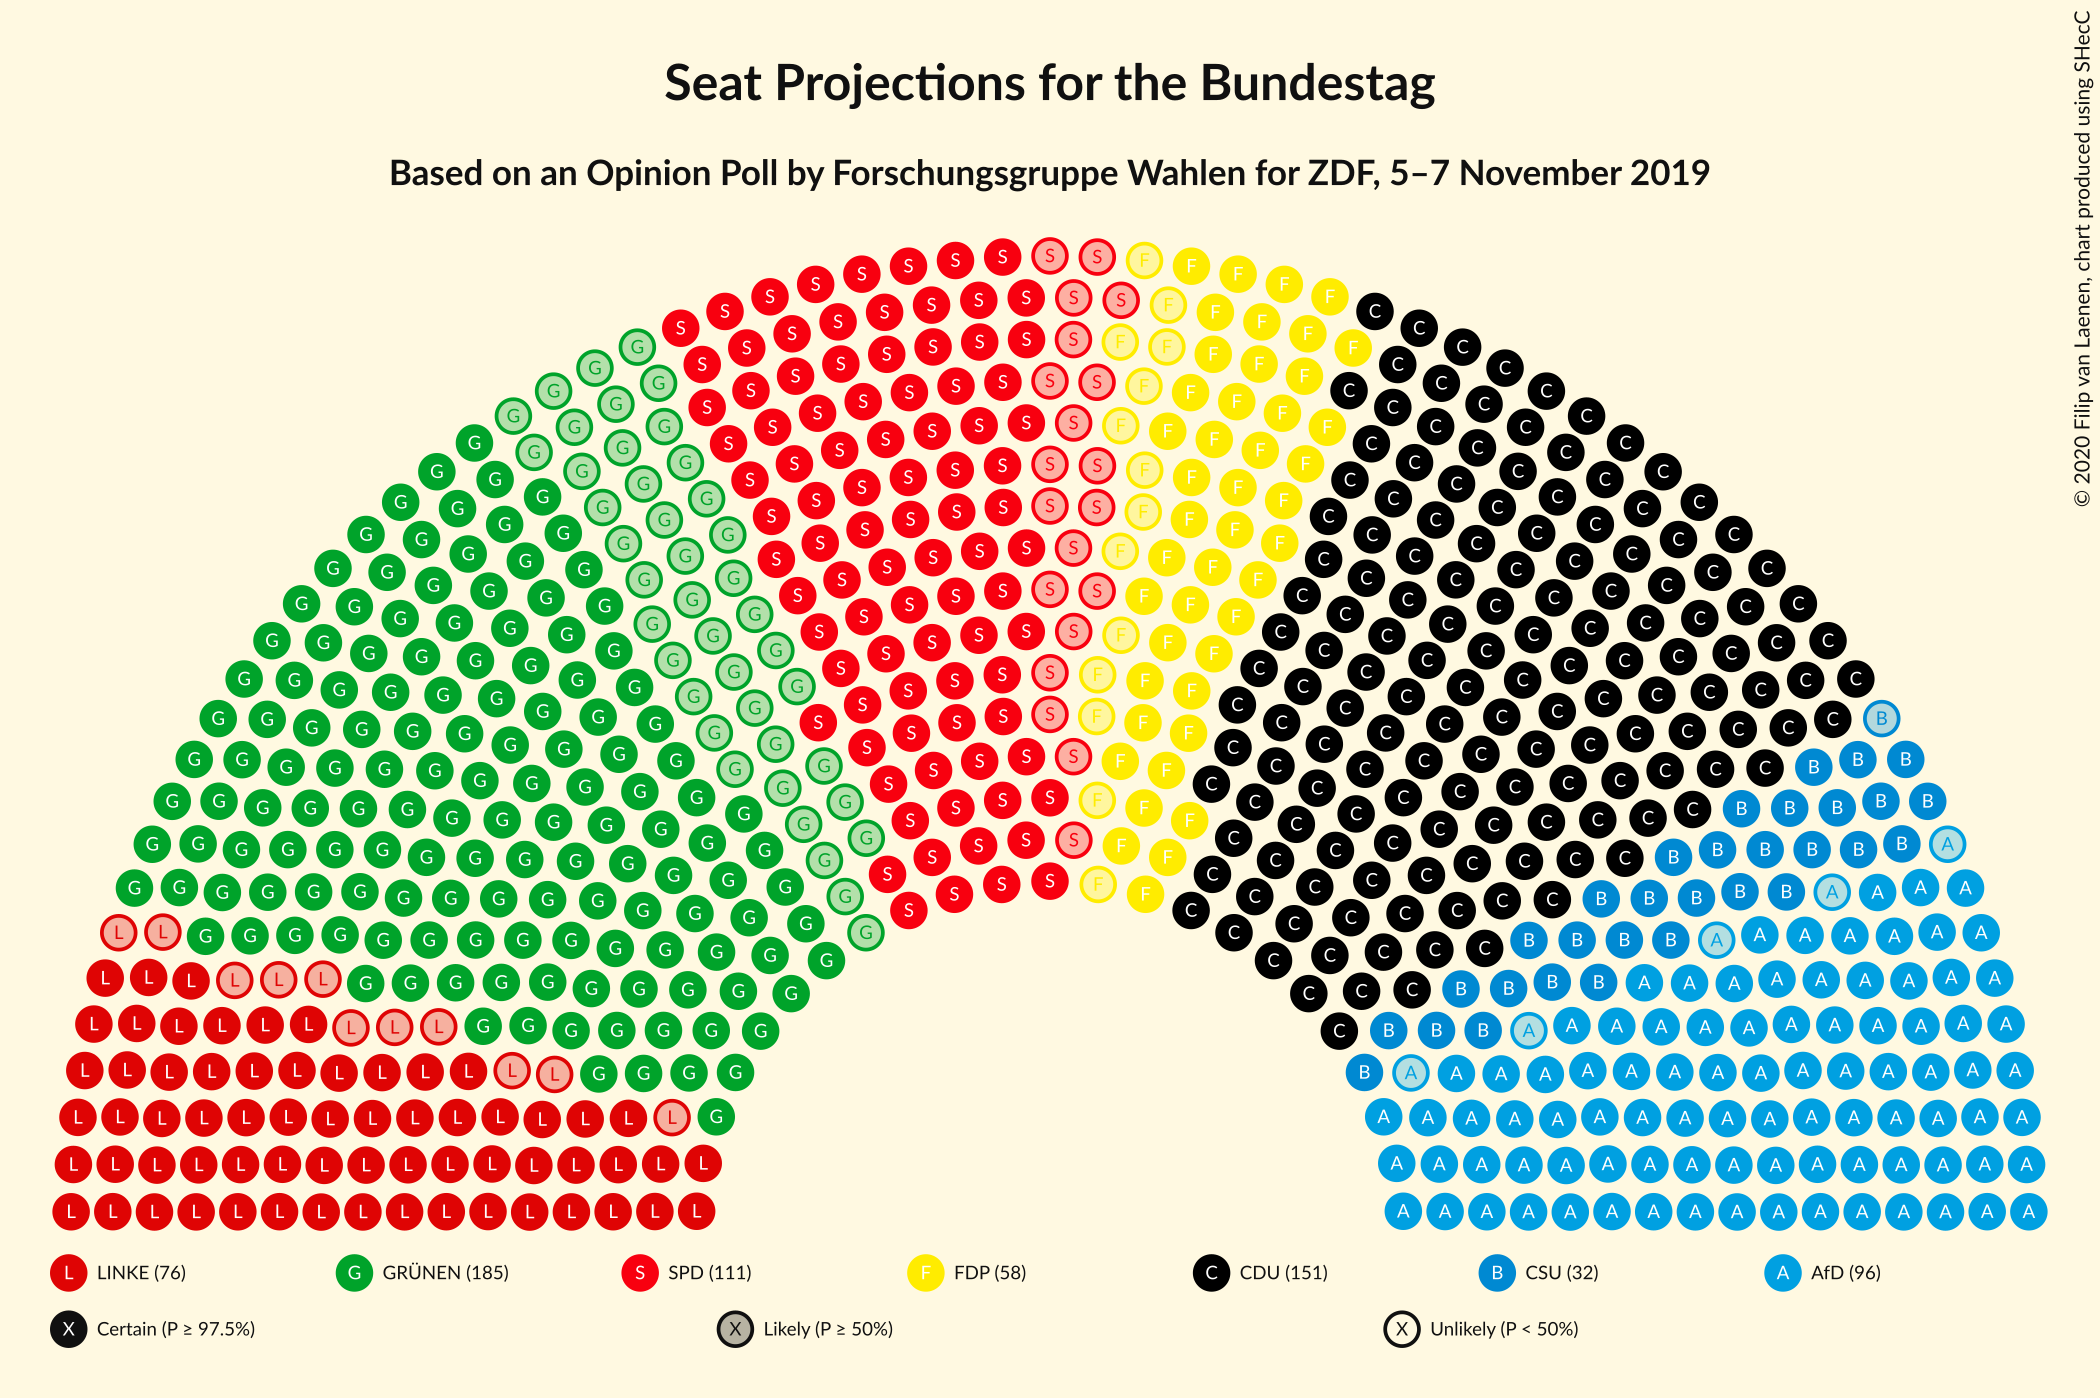 Seat Projections for the Bundestag
Based on an Opinion Poll by Forschungsgruppe Wahlen for ZDF, 5–7 November 2019
© 2020 Filip van Laenen, chart produced using SHecC
L LINKE (76) G GRÜNEN (185) S SPD (111) F FDP (58) C CDU (151) B CSU (32) A AfD (96)
X Certain (P ≥ 97.5%) X Likely (P ≥ 50%) X Unlikely (P < 50%)